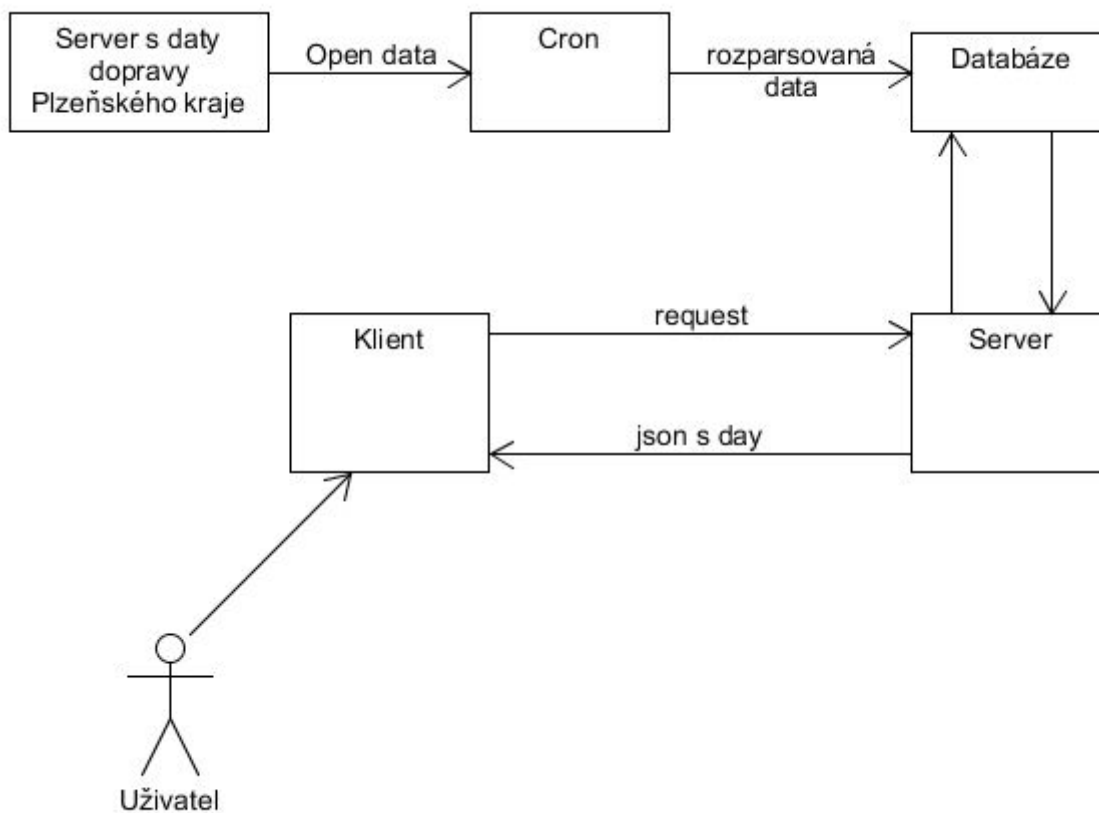 Server s daty
dopravy
Plzeňského kraje
Open data
Cron
rozparsovaná
data
Databáze
Klient
request
Server
json s day
Uživatel